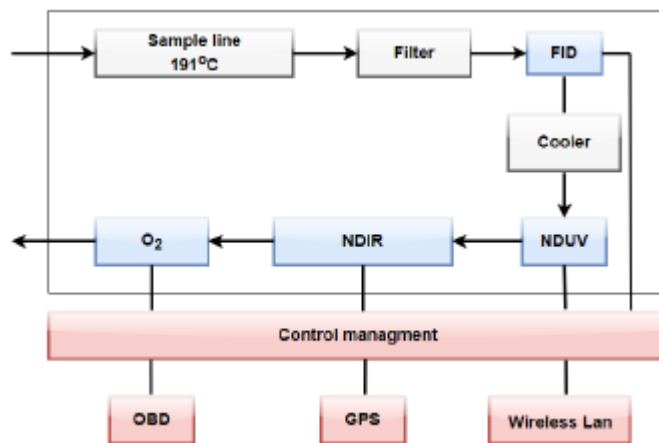 Sample line
191°C
Filter
FID
Cooler
O₂
NDIR
NDUV
Control managment
OBD
GPS
Wireless Lan